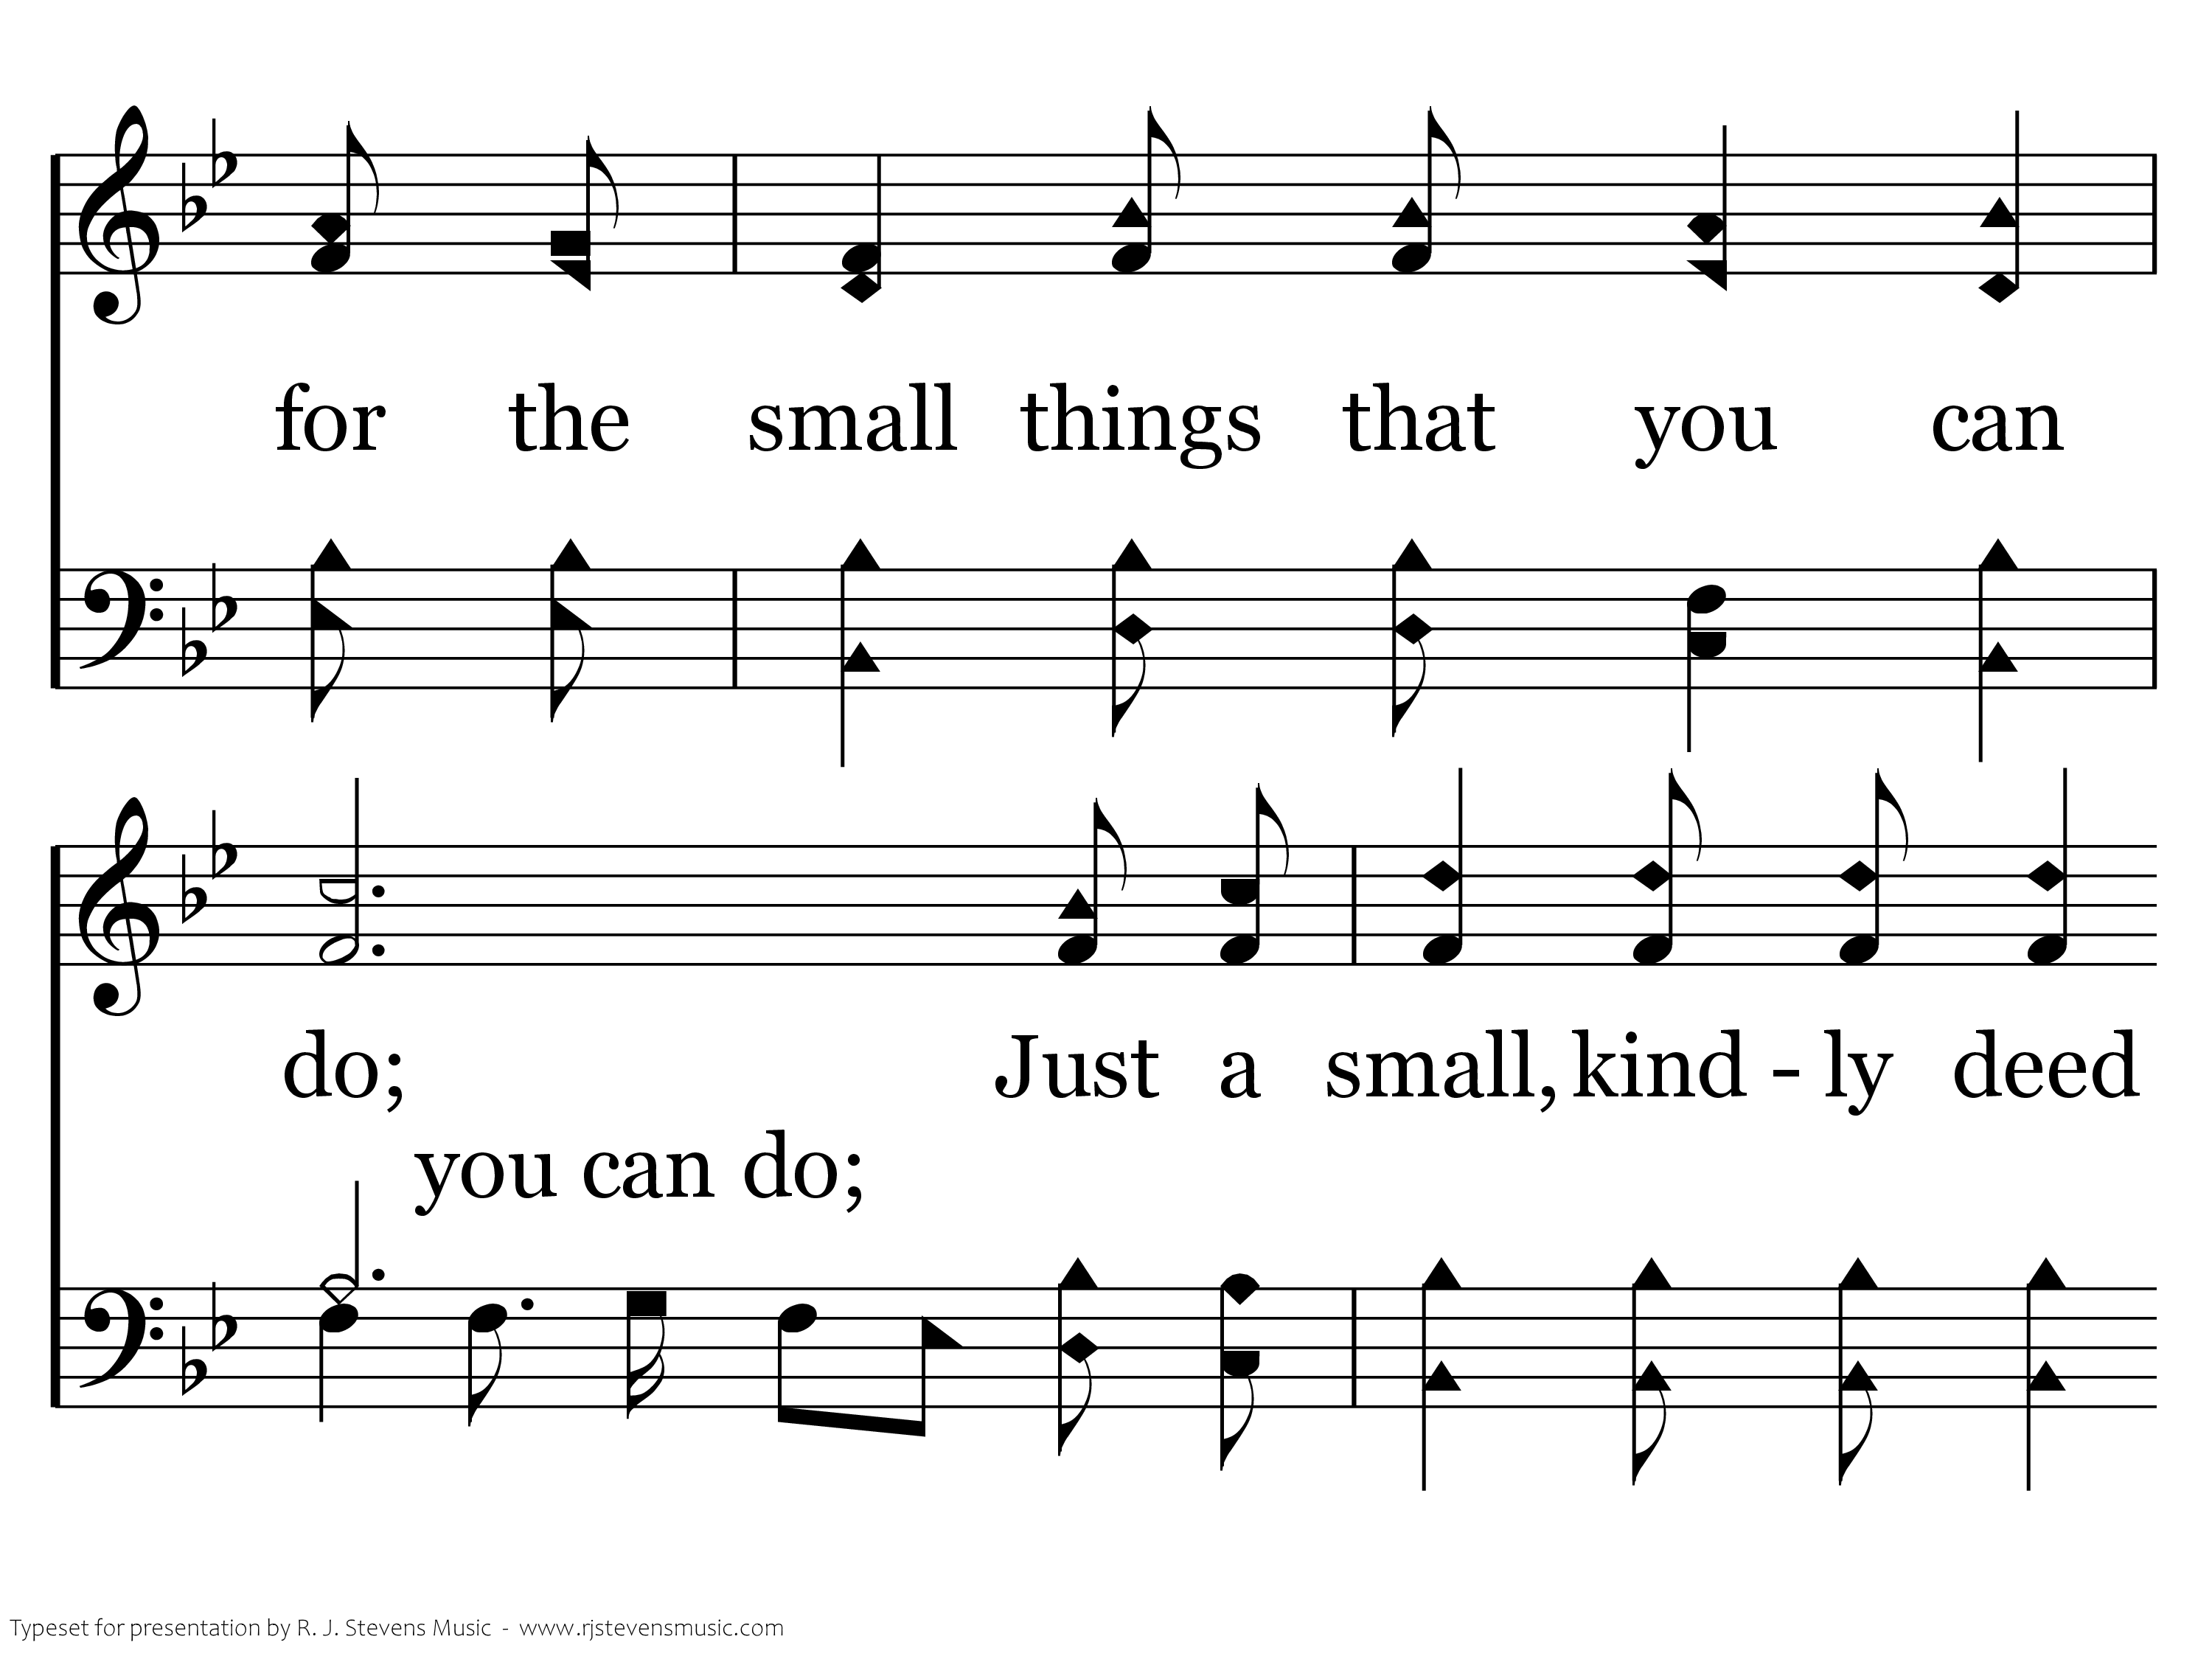 for the small things that you can
do; Just a small, kind - ly deed
you can do;
Typeset for presentation by R. J. Stevens Music - www.rjstevensmusic.com